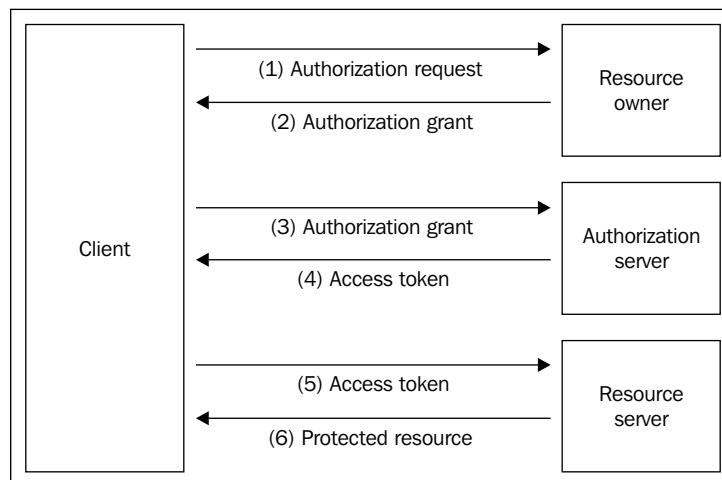 (1) Authorization request
Resource
owner
(2) Authorization grant
Client
(3) Authorization grant
Authorization
server
(4) Access token
(5) Access token
Resource
server
(6) Protected resource